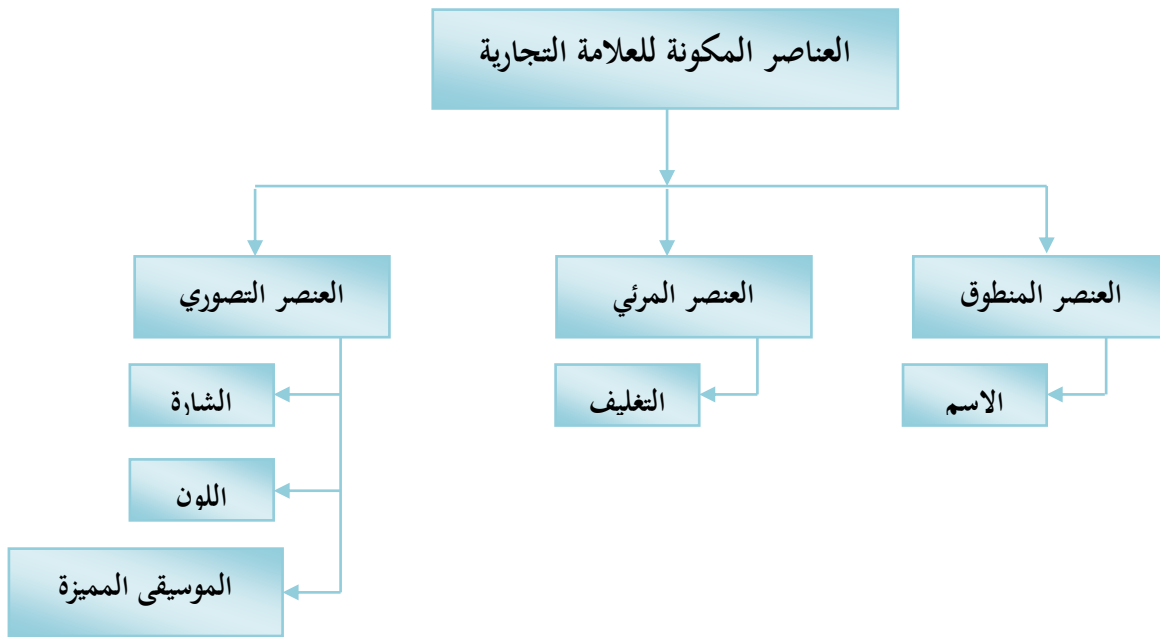 العناصر المكونة للعلامة التجارية
العنصر المنطوق
العنصر المرئي
العنصر التصوري
الاسم
التغليف
الشارة
اللون
الموسيقى المميزة